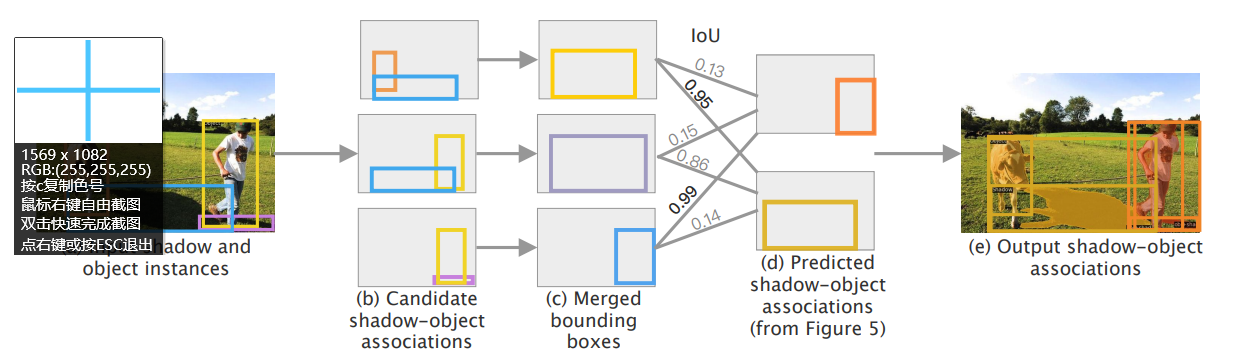 IoU
0.13
0.95
0.15
0.86
0.99
0.14
1569 x 1082
RGB:(255,255,255)
按c复制色号
鼠标右键自由截图
双击快速完成截图
点右键或按ESC退出
shadow and
object instances
(b) Candidate
shadow-object
associations
(c) Merged
bounding
boxes
(d) Predicted
shadow-object
associations
(from Figure 5)
Shadow
(e) Output shadow-object
associations